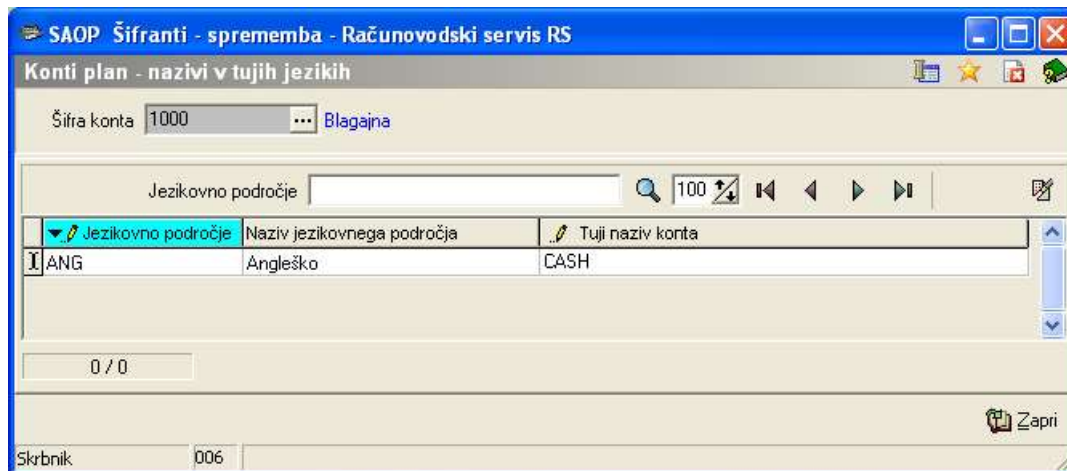 SAOP Šifranti - sprememba - Računovodski servis RS
Konti plan - nazivi v tujih jezikih
Šifra konta 1000 ... Blagajna
Jezikovno področje 100
Jezikovno področje Naziv jezikovnega področja Tuji naziv konta
ANG Angleško CASH
0 / 0
Zapri
Skrbnik 006